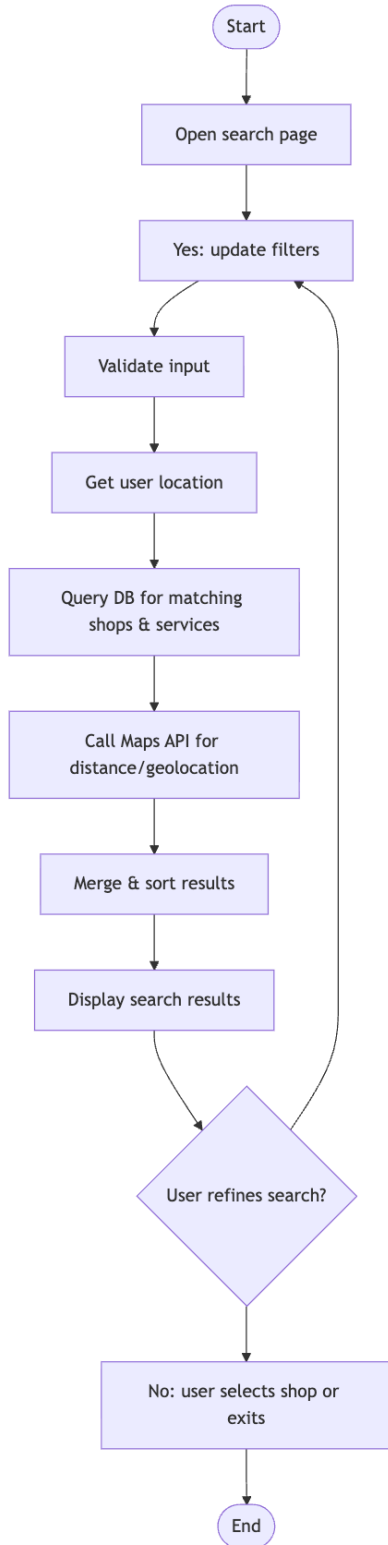 Start
Open search page
Yes: update filters
Validate input
Get user location
Query DB for matching
shops & services
Call Maps API for
distance/geolocation
Merge & sort results
Display search results
User refines search?
No: user selects shop or
exits
End